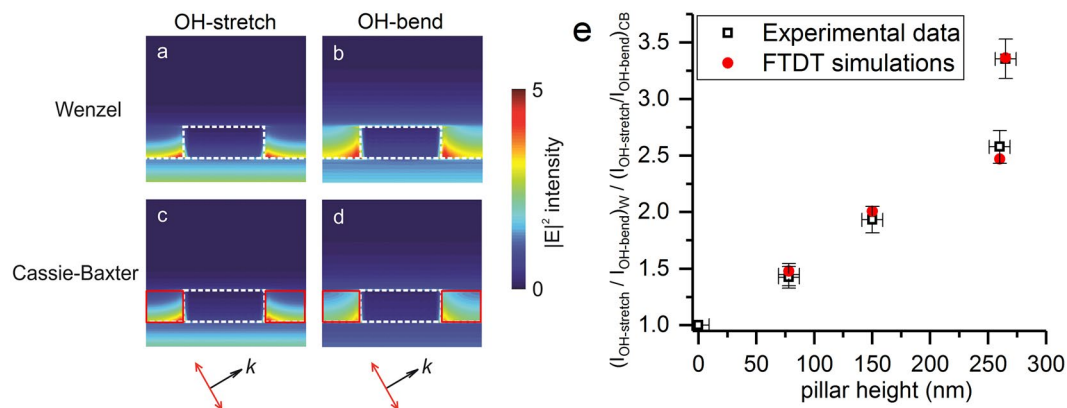 OH-stretch OH-bend
Wenzel
a b
Cassie-Baxter
c d
k k
5
|E|² intensity
0
e
Experimental data
FTDT simulations
(I_OH-stretch / I_OH-bend)_W / (I_OH-stretch/I_OH-bend)_CB
3.5
3.0
2.5
2.0
1.5
1.0
0 50 100 150 200 250 300
pillar height (nm)